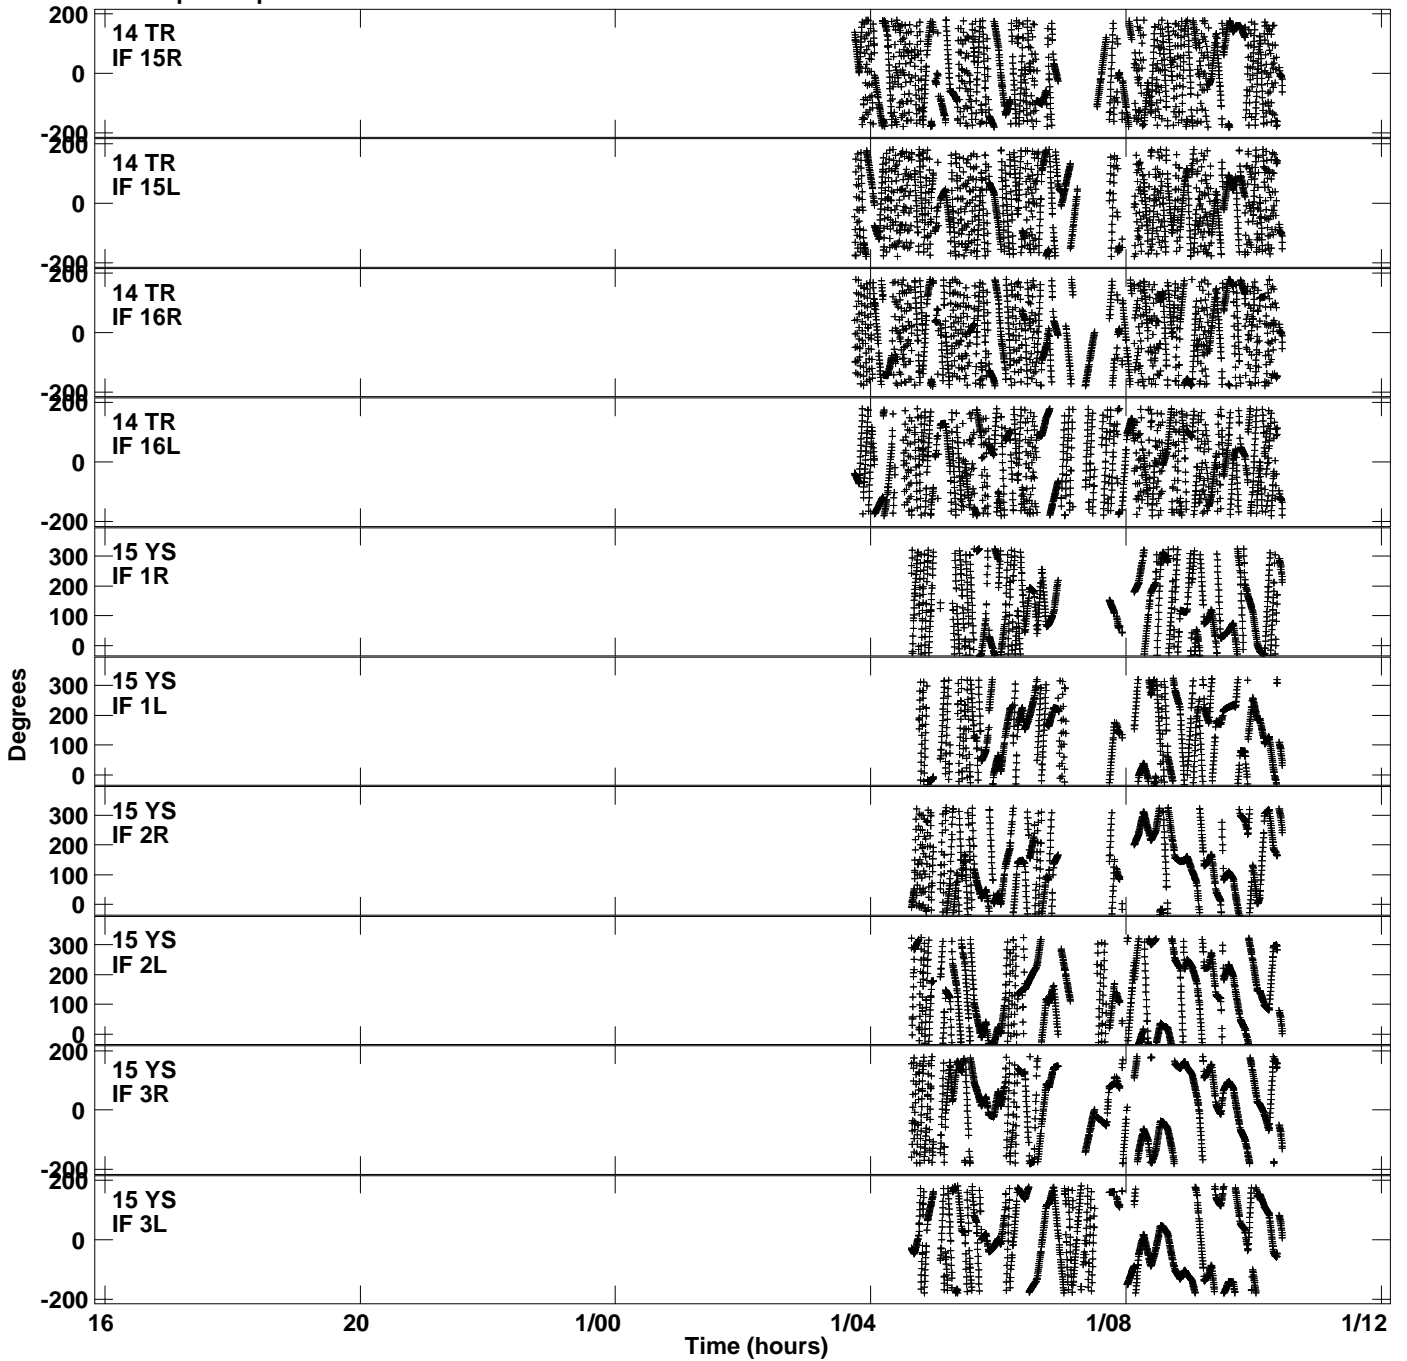 200
14 TR
IF 15R
0
-200
200
14 TR
IF 15L
0
-200
200
14 TR
IF 16R
0
-200
200
14 TR
IF 16L
0
-200
300
15 YS
IF 1R
200
100
0
300
15 YS
IF 1L
200
100
0
300
15 YS
IF 2R
200
100
0
300
15 YS
IF 2L
200
100
0
200
15 YS
IF 3R
0
-200
200
15 YS
IF 3L
0
-200
Degrees
16 20 1/00 1/04 1/08 1/12
Time (hours)